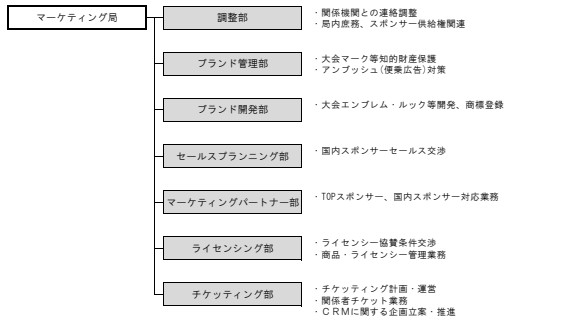 マーケティング局
調整部
・関係機関との連絡調整
・局内庶務、スポンサー供給権関連
ブランド管理部
・大会マーク等知的財産保護
・アンブッシュ(便乗広告)対策
ブランド開発部
・大会エンブレム・ルック等開発、商標登録
セールスプランニング部
・国内スポンサーセールス交渉
マーケティングパートナー部
・TOPスポンサー、国内スポンサー対応業務
ライセンシング部
・ライセンシー協賛条件交渉
・商品・ライセンシー管理業務
チケッティング部
・チケッティング計画・運営
・関係者チケット業務
・ＣＲＭに関する企画立案・推進